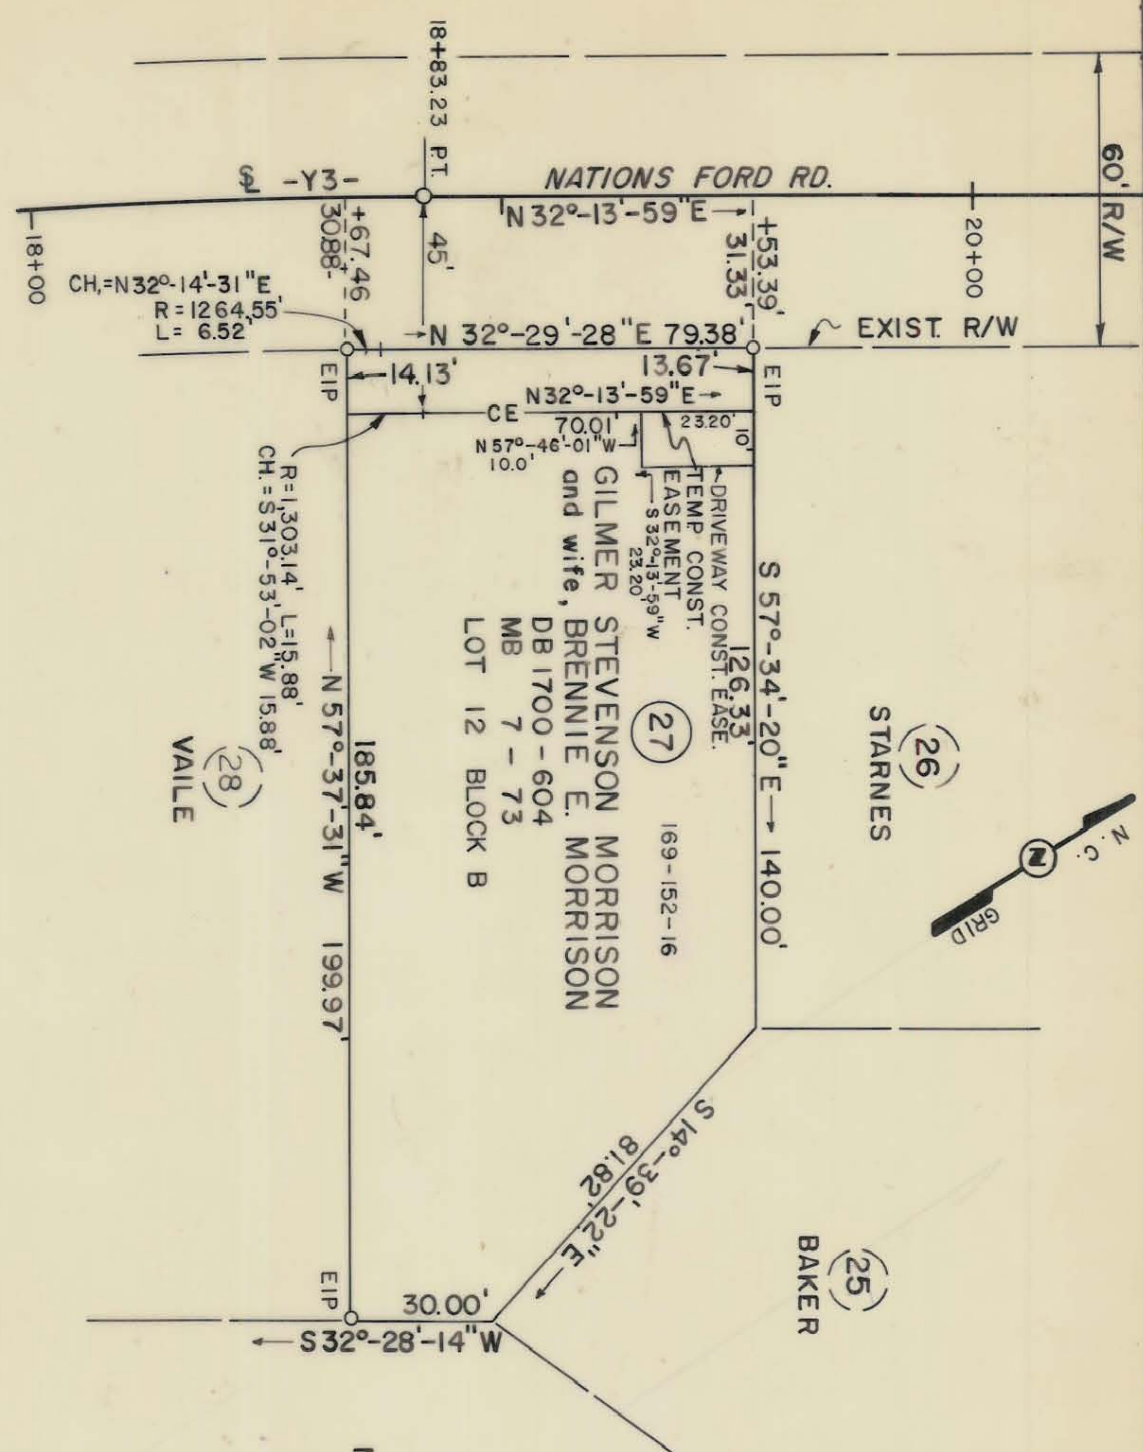 18+83.23 P.T.
60' R/W
℄ -Y3-
NATIONS FORD RD.
N 32°-13'-59"E
18+00
+67.46
30.88
45'
+53.39'
31.33
20+00
CH,=N32°-14'-31"E
R=1264.55'
L= 6.52'
N 32°-29'-28"E 79.38'
EXIST. R/W
EIP
14.13'
13.67'
EIP
N32°-13'-59"E
CE
70.01'
23.20'
10'
N57°-46'-01"W
10.0'
DRIVEWAY CONST. EASE.
TEMP. CONST.
EASEMENT
S 32°-13'-59"W
23.20'
R=1,303.14' L=15.88'
CH.=S31°-53'-02"W 15.88'
GILMER STEVENSON MORRISON
and wife, BRENNIE E. MORRISON
DB 1700-604
MB 7-73
LOT 12 BLOCK B
27
169-152-16
S 57°-34'-20"E 140.00'
126.33'
26
STARNES
N.C.
N
GRID
28
VAILE
185.84'
N 57°-37'-31"W 199.97'
S 14°-39'-22"E
81.82'
25
BAKER
EIP
30.00'
S32°-28'-14"W